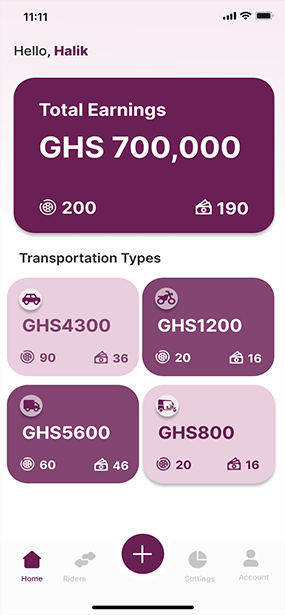 11:11
Hello, Halik
Total Earnings
GHS 700,000
200 190
Transportation Types
GHS4300 GHS1200
90 36 20 16
GHS5600 GHS800
60 46 20 16
Home Riders Settings Account